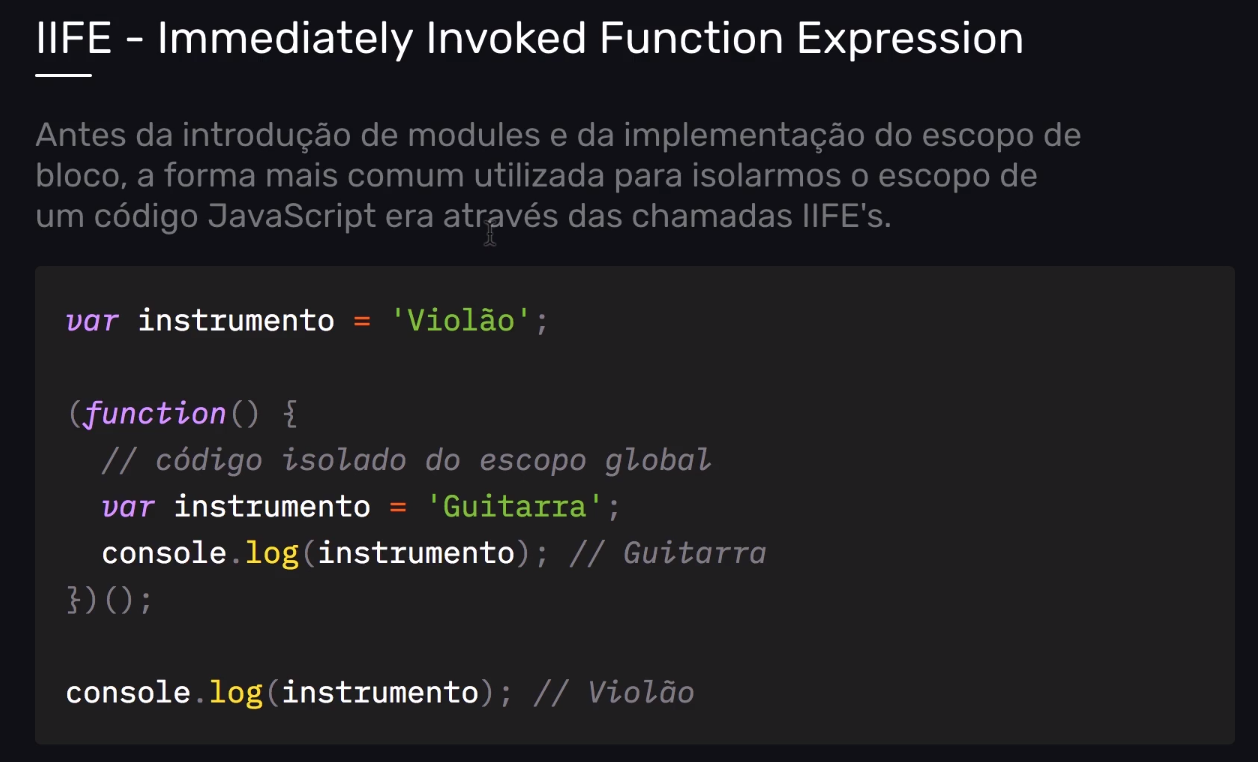 IIFE - Immediately Invoked Function Expression
Antes da introdução de modules e da implementação do escopo de
bloco, a forma mais comum utilizada para isolarmos o escopo de
um código JavaScript era através das chamadas IIFE's.
var instrumento = 'Violão';
(function() {
  // código isolado do escopo global
  var instrumento = 'Guitarra';
  console.log(instrumento); // Guitarra
})();
console.log(instrumento); // Violão